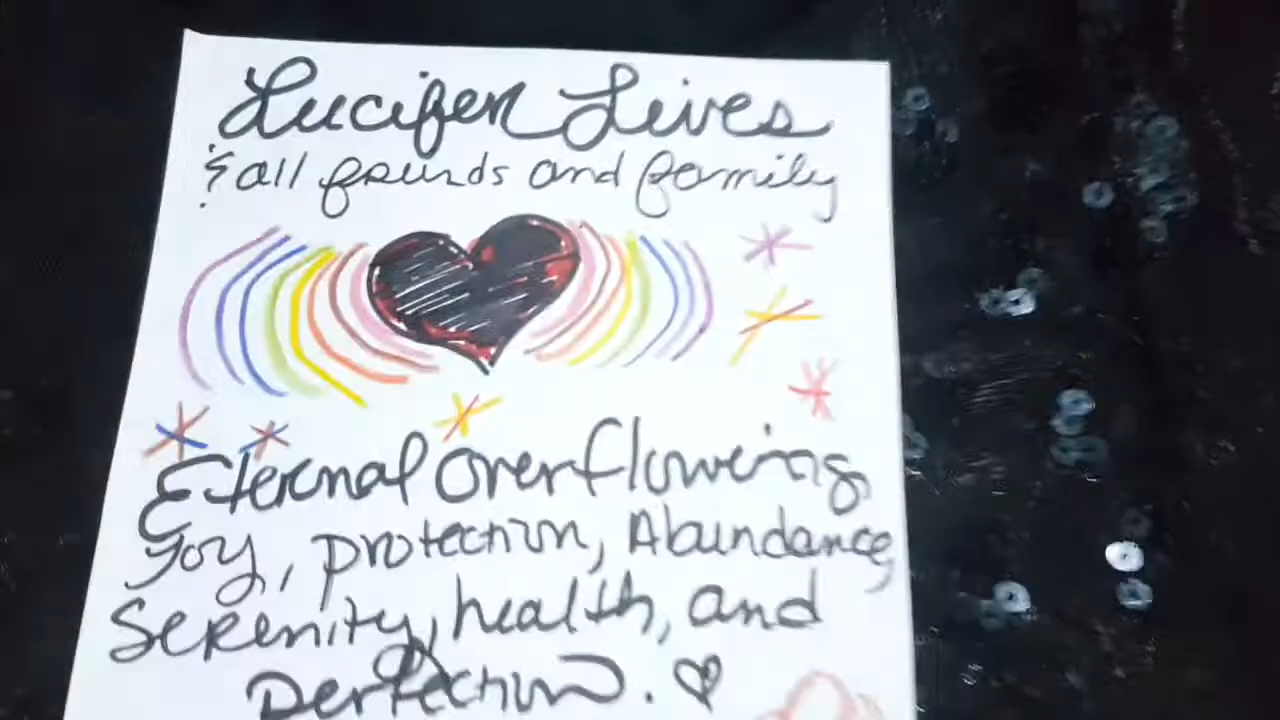 Lucifer Lives
& all friends and family
Eternal overflowing
Joy, protection, Abundance,
Serenity, health, and
perfection.